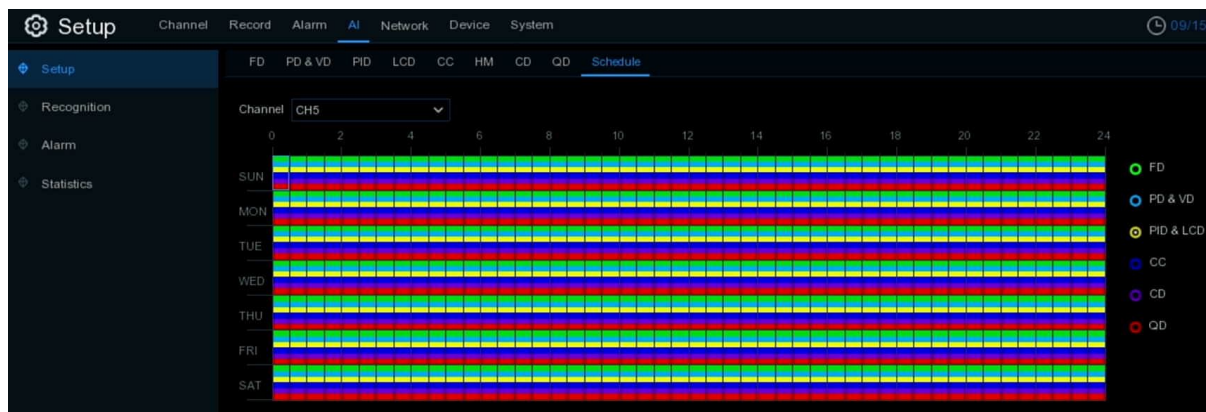 Setup Channel Record Alarm AI Network Device System 09/15
Setup FD PD & VD PID LCD CC HM CD QD Schedule
Recognition
Channel CH5
Alarm
0 2 4 6 8 10 12 14 16 18 20 22 24
Statistics
SUN
MON
TUE
WED
THU
FRI
SAT
FD
PD & VD
PID & LCD
CC
CD
QD